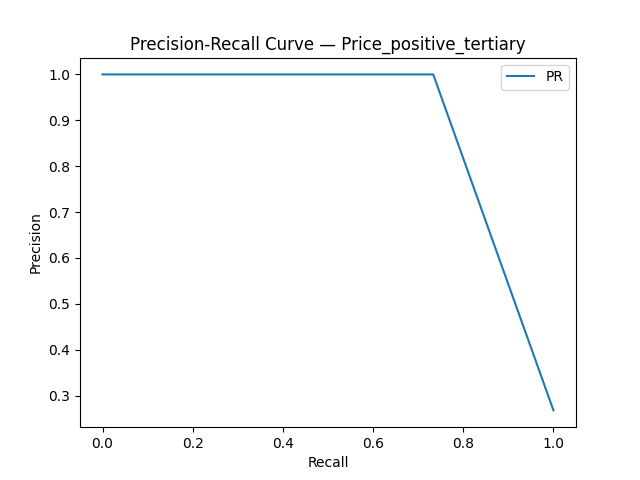 Precision-Recall Curve — Price_positive_tertiary
PR
1.0
0.9
0.8
0.7
0.6
0.5
0.4
0.3
Precision
0.0 0.2 0.4 0.6 0.8 1.0
Recall